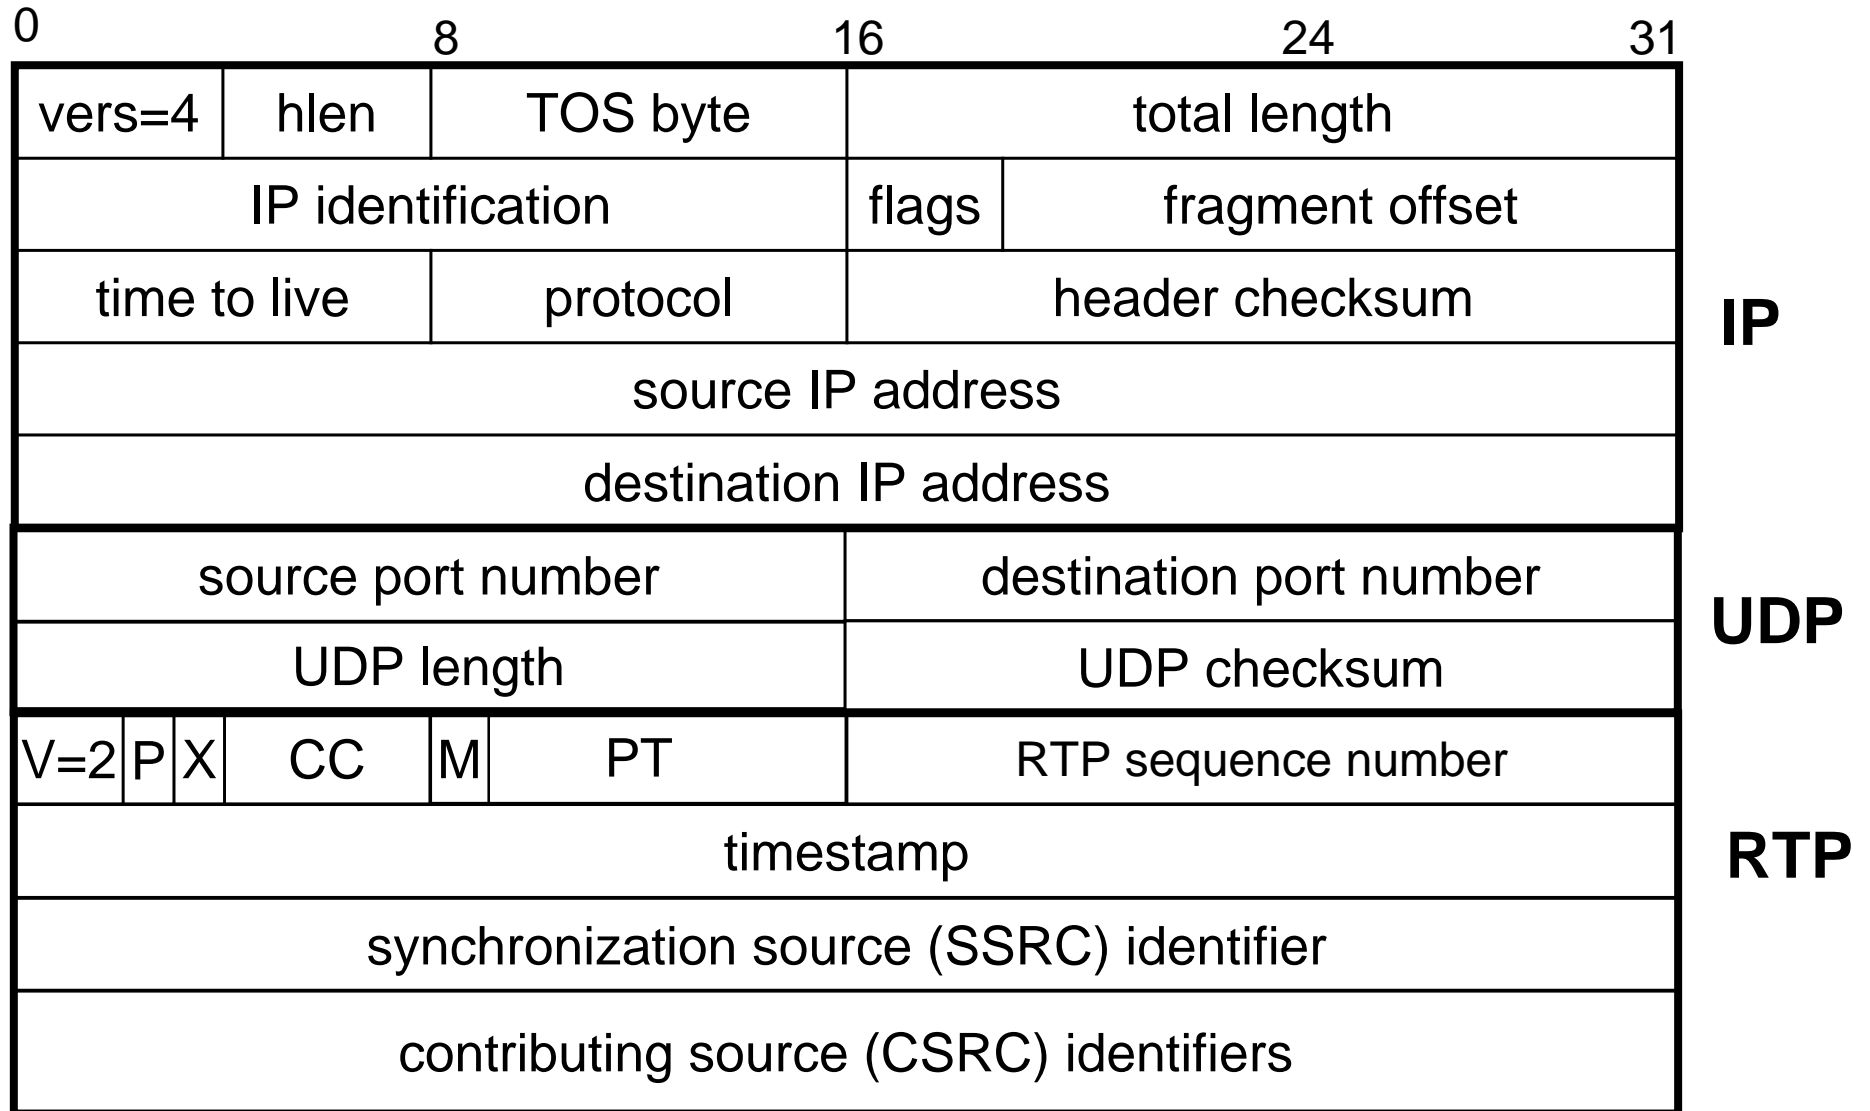 0 8 16 24 31
vers=4 hlen TOS byte total length
IP identification flags fragment offset
time to live protocol header checksum
IP
source IP address
destination IP address
source port number destination port number
UDP
UDP length UDP checksum
V=2 P X CC M PT RTP sequence number
timestamp
RTP
synchronization source (SSRC) identifier
contributing source (CSRC) identifiers